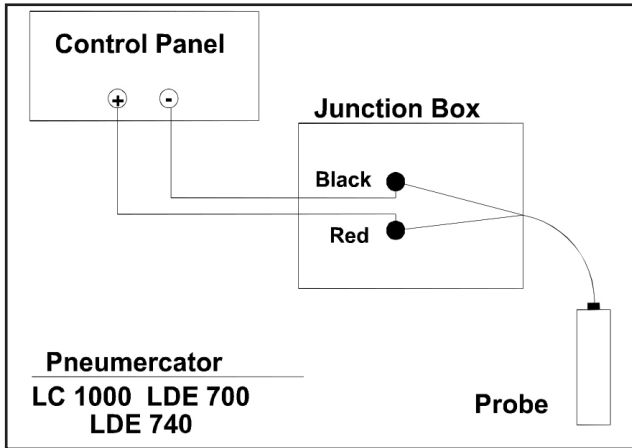 Control Panel
+ -
Junction Box
Black
Red
Pneumercator
LC 1000 LDE 700
LDE 740
Probe